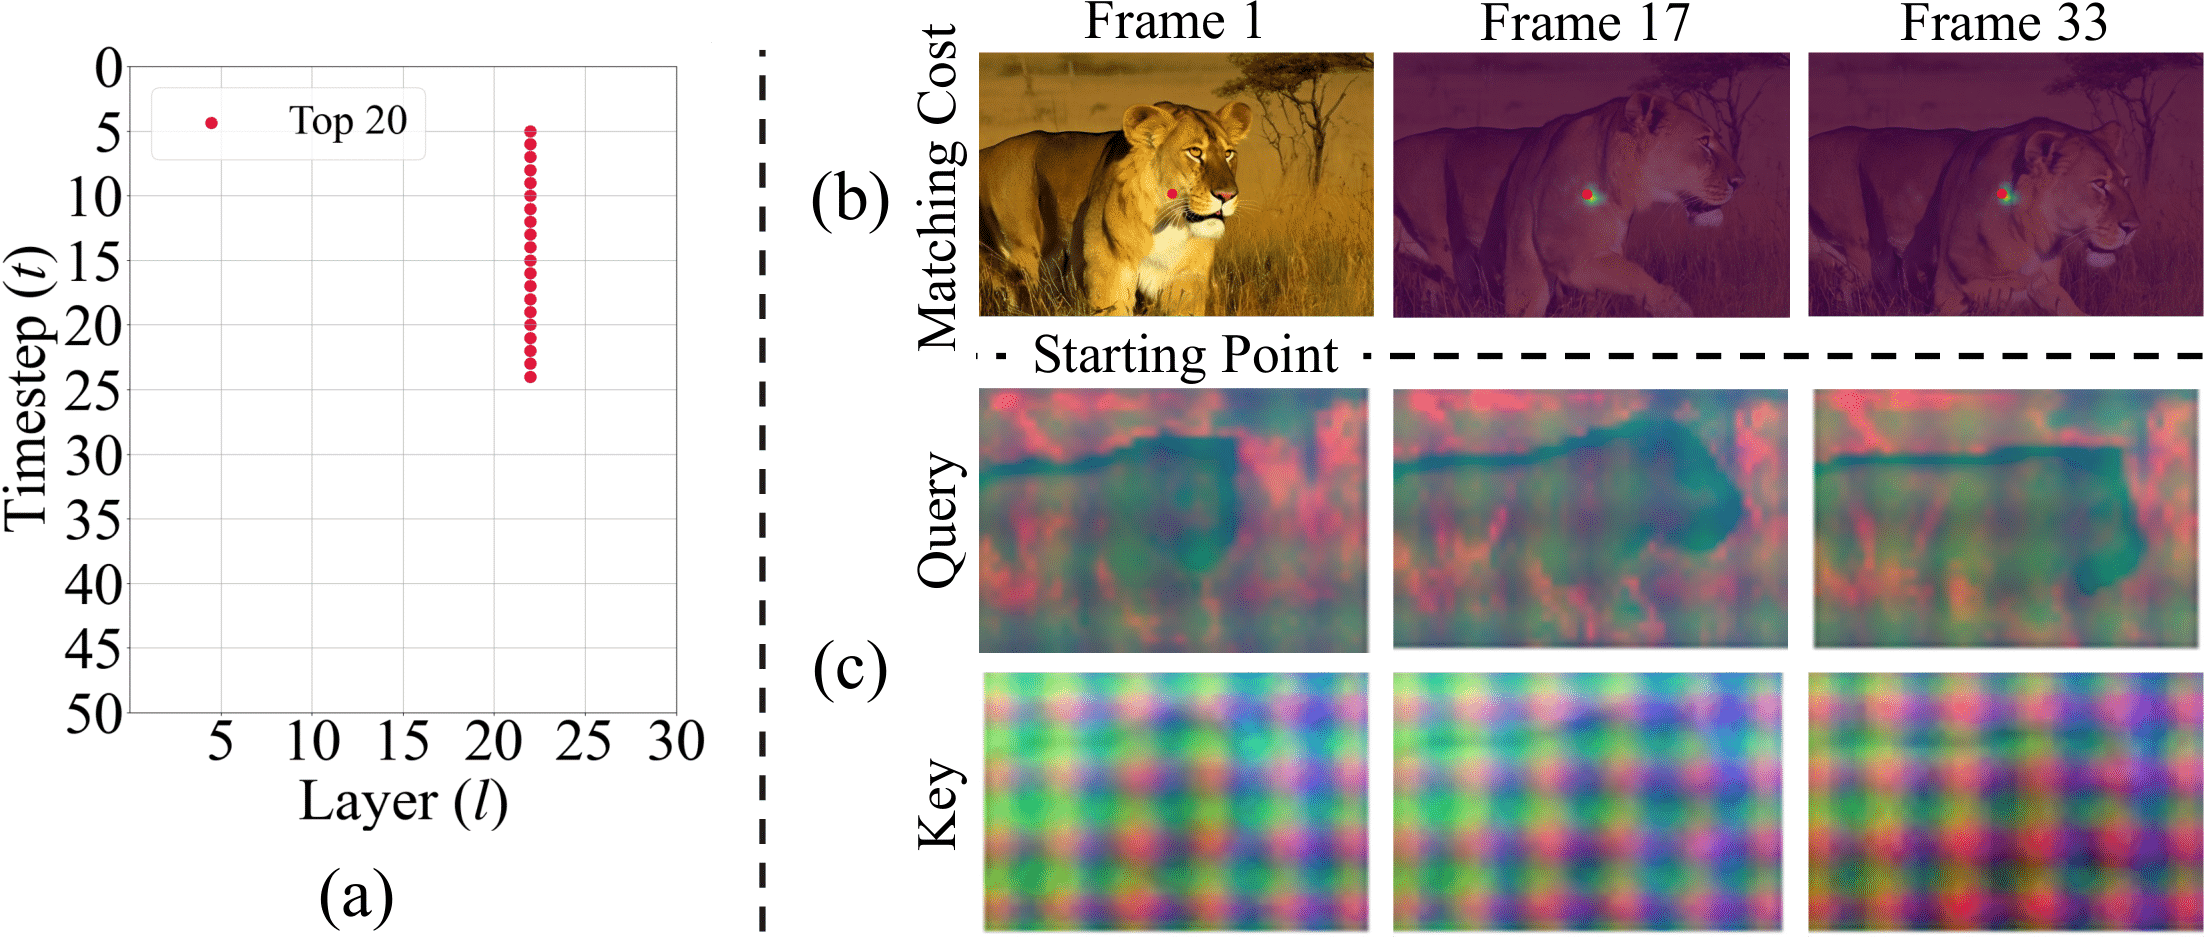 0
5
10
15
20
25
30
35
40
45
50
Timestep (t)
Top 20
5 10 15 20 25 30
Layer (l)
(a)
Frame 1 Frame 17 Frame 33
(b)
Matching Cost
Starting Point
(c)
Query
Key